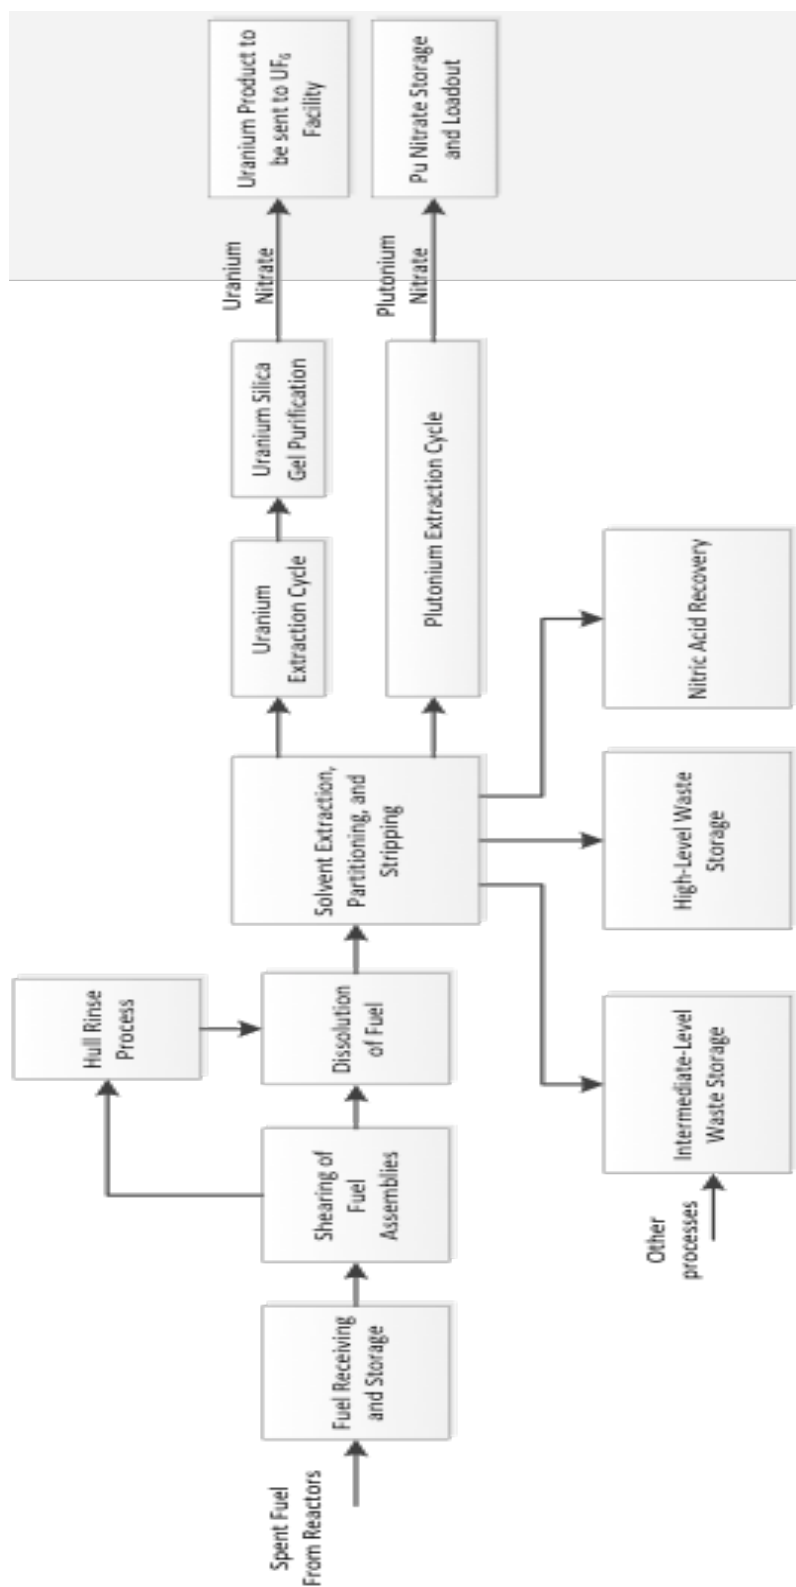 Spent Fuel
From Reactors
Fuel Receiving
and Storage
Shearing of
Fuel
Assemblies
Hull Rinse
Process
Dissolution
of Fuel
Solvent Extraction,
Partitioning, and
Stripping
Uranium
Extraction Cycle
Uranium Silica
Gel Purification
Uranium
Nitrate
Uranium Product to
be sent to UF₆
Facility
Plutonium Extraction Cycle
Plutonium
Nitrate
Pu Nitrate Storage
and Loadout
Other
processes
Intermediate-Level
Waste Storage
High-Level Waste
Storage
Nitric Acid Recovery